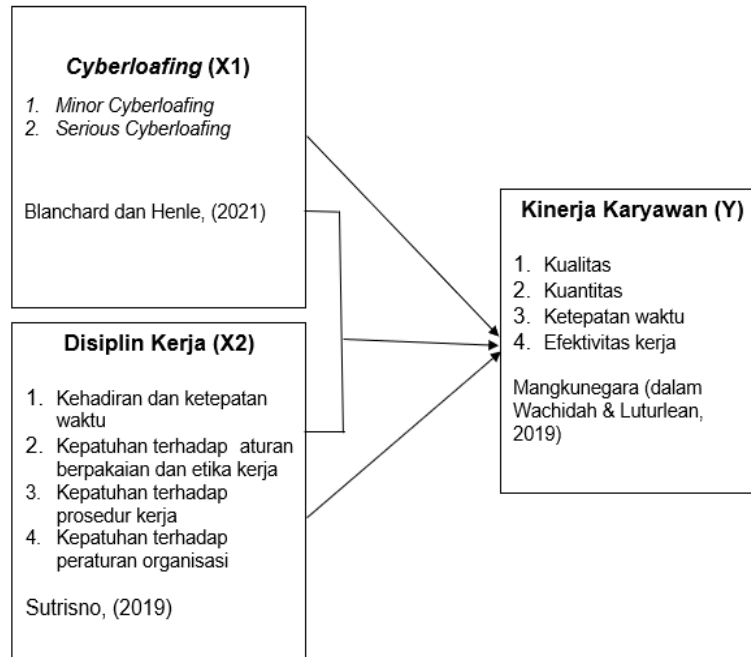 Cyberloafing (X1)
1. Minor Cyberloafing
2. Serious Cyberloafing
Blanchard dan Henle, (2021)
Disiplin Kerja (X2)
1. Kehadiran dan ketepatan
waktu
2. Kepatuhan terhadap aturan
berpakaian dan etika kerja
3. Kepatuhan terhadap
prosedur kerja
4. Kepatuhan terhadap
peraturan organisasi
Sutrisno, (2019)
Kinerja Karyawan (Y)
1. Kualitas
2. Kuantitas
3. Ketepatan waktu
4. Efektivitas kerja
Mangkunegara (dalam
Wachidah & Luturlean,
2019)